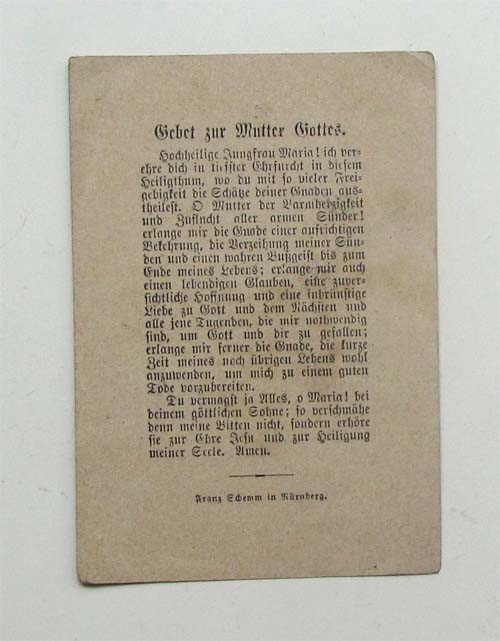 Gebet zur Mutter Gottes.
Hochheilige Jungfrau Maria! ich ver-
ehre dich in tiefster Ehrfurcht in diesem
Heiligthum, wo du mit so vieler Frei-
gebigkeit die Schätze deiner Gnaden aus-
theilest. O Mutter der Barmherzigkeit
und Zuflucht aller armen Sünder!
erlange mir die Gnade einer aufrichtigen
Bekehrung, die Verzeihung meiner Sün-
den und einen wahren Bußgeist bis zum
Ende meines Lebens; erlange mir auch
einen lebendigen Glauben, eine zuver-
sichtliche Hoffnung und eine inbrünstige
Liebe zu Gott und dem Nächsten und
alle jene Tugenden, die mir nothwendig
sind, um Gott und dir zu gefallen;
erlange mir ferner die Gnade, die kurze
Zeit meines noch übrigen Lebens wohl
anzuwenden, um mich zu einem guten
Tode vorzubereiten.
Du vermagst ja Alles, o Maria! bei
deinem göttlichen Sohne; so verschmähe
denn meine Bitten nicht, sondern erhöre
sie zur Ehre Jesu und zur Heiligung
meiner Seele. Amen.
Franz Schemm in Nürnberg.